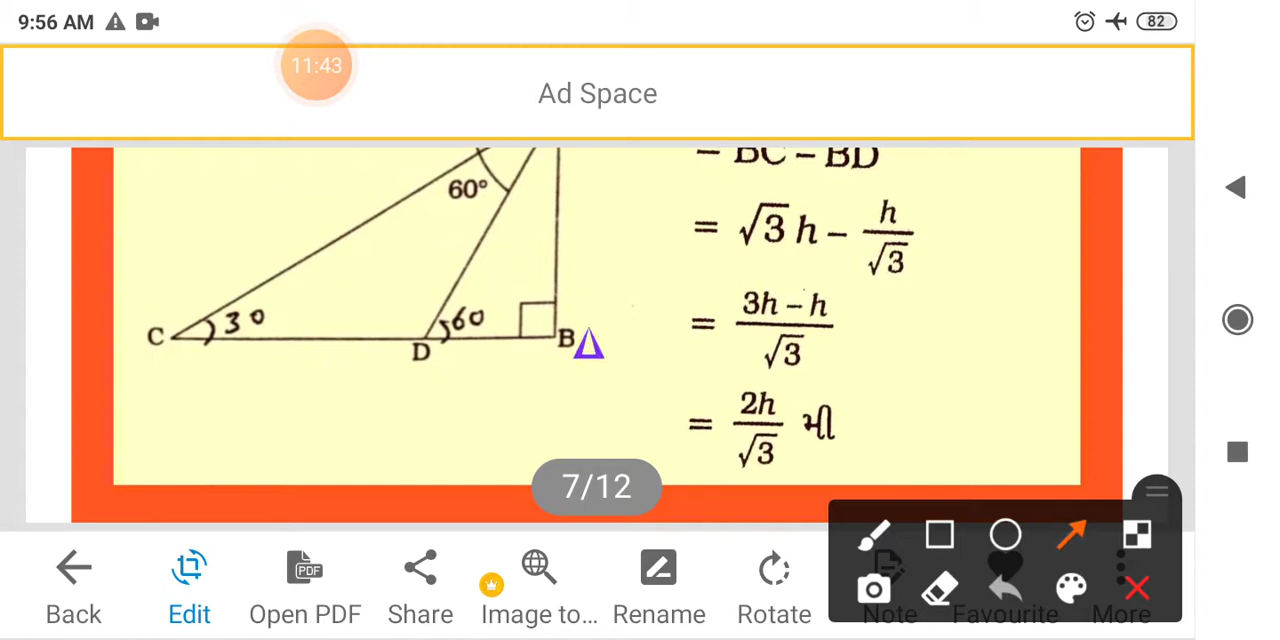 9:56 AM
82
11:43
Ad Space
= BC – BD
60°
= √3 h – h/√3
C 30
60
D
B
= 3h – h/√3
= 2h/√3 મી
7/12
Back
Edit
PDF
Open PDF
Share
Image to...
Rename
Rotate
Note
Favourite
More